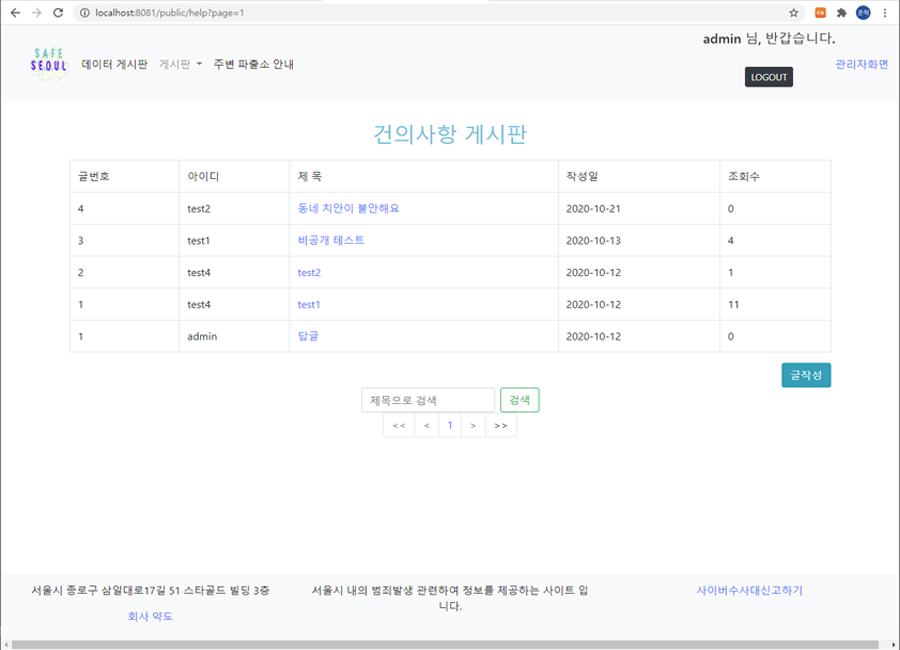 localhost:8081/public/help?page=1
admin 님, 반갑습니다.
SAFE
SEOUL
데이터 게시판 게시판 주변 파출소 안내
LOGOUT
관리자화면
건의사항 게시판
글번호 아이디 제 목 작성일 조회수
4 test2 동네 치안이 불안해요 2020-10-21 0
3 test1 비공개 테스트 2020-10-13 4
2 test4 test2 2020-10-12 1
1 test4 test1 2020-10-12 11
1 admin 답글 2020-10-12 0
글작성
제목으로 검색 검색
<< < 1 > >>
서울시 종로구 삼일대로17길 51 스타골드 빌딩 3층
회사 약도
서울시 내의 범죄발생 관련하여 정보를 제공하는 사이트 입
니다.
사이버수사대신고하기